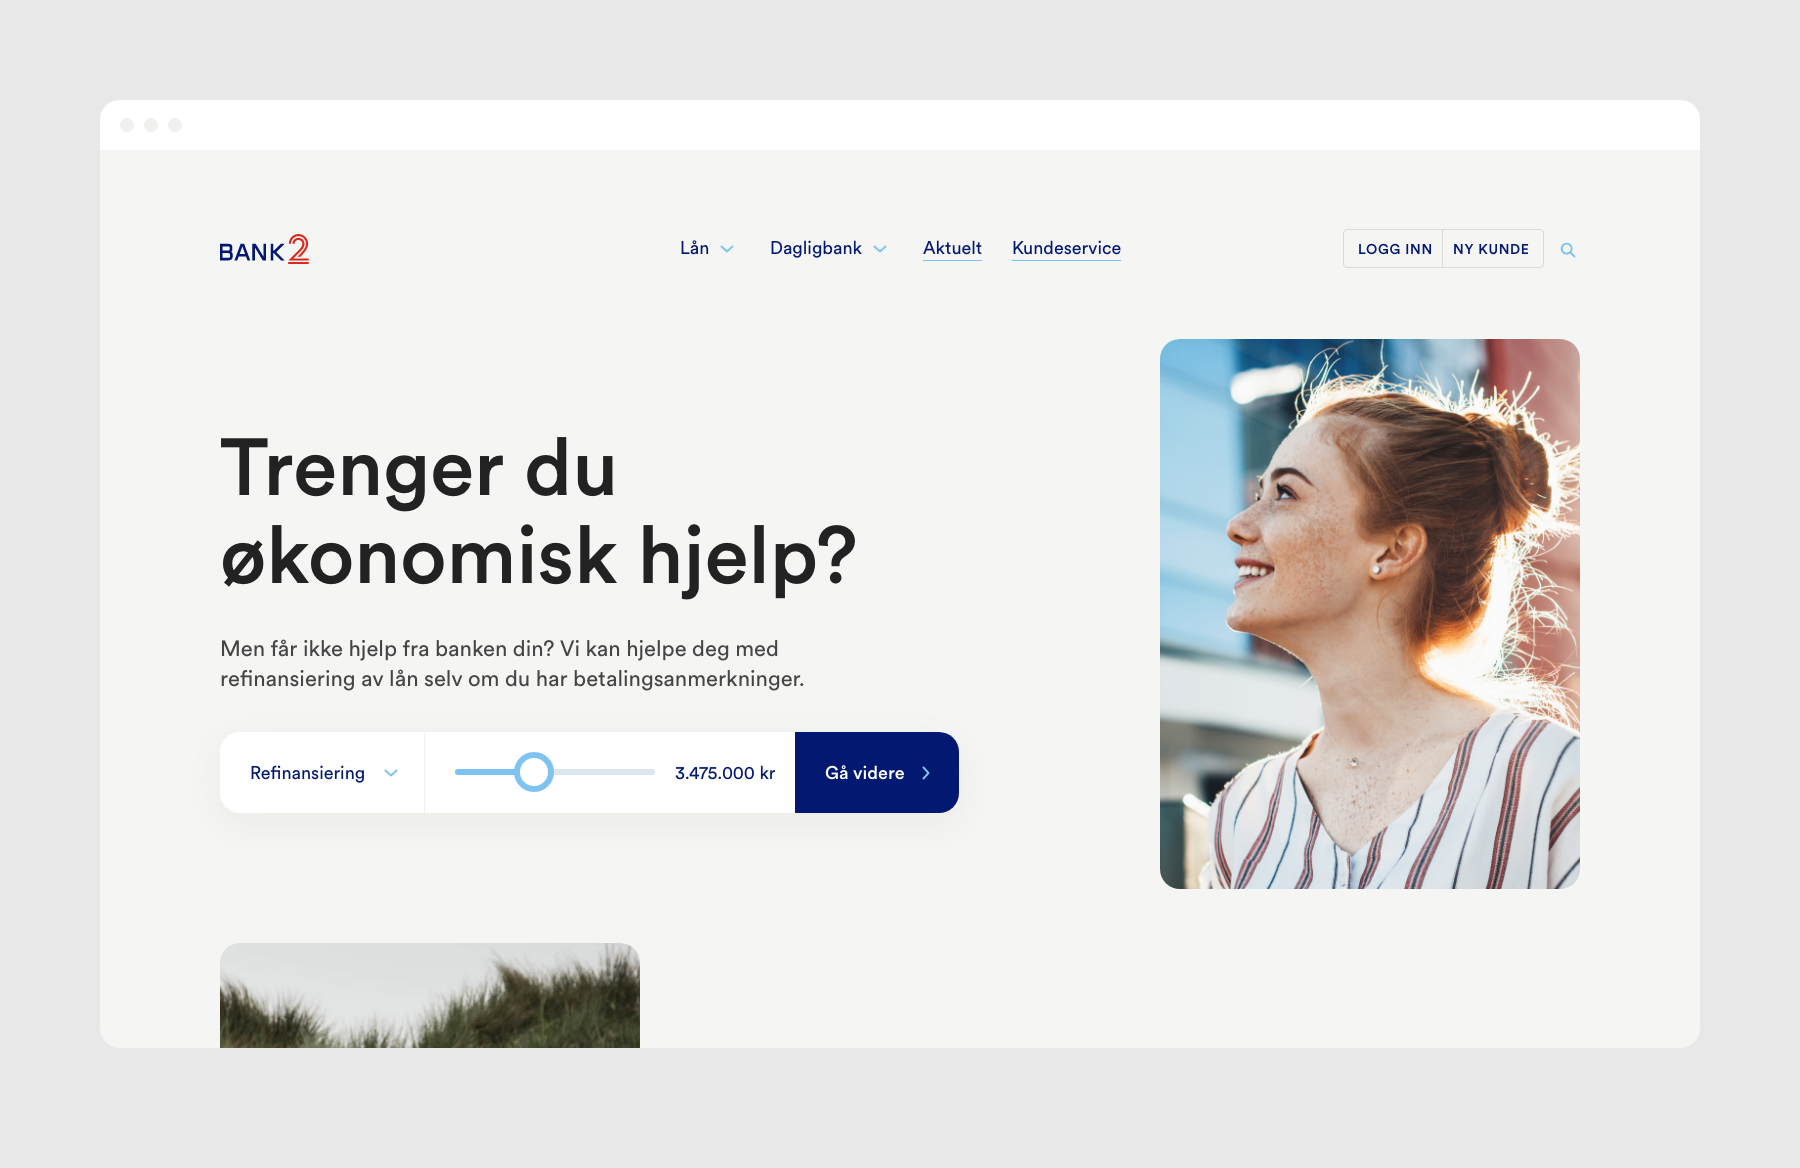 BANK2
Lån
Dagligbank
Aktuelt
Kundeservice
LOGG INN
NY KUNDE
Trenger du
økonomisk hjelp?
Men får ikke hjelp fra banken din? Vi kan hjelpe deg med
refinansiering av lån selv om du har betalingsanmerkninger.
Refinansiering
3.475.000 kr
Gå videre